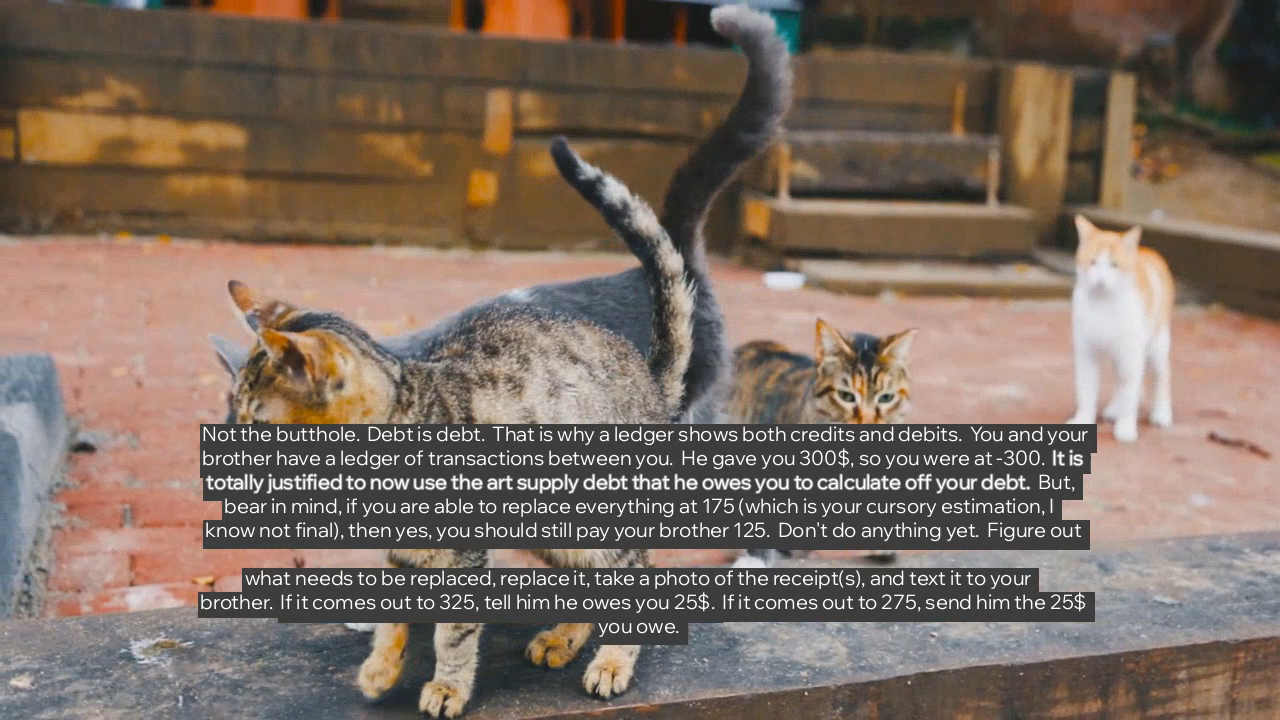 Not the butthole. Debt is debt. That is why a ledger shows both credits and debits. You and your
brother have a ledger of transactions between you. He gave you 300$, so you were at -300. It is
totally justified to now use the art supply debt that he owes you to calculate off your debt. But,
bear in mind, if you are able to replace everything at 175 (which is your cursory estimation, I
know not final), then yes, you should still pay your brother 125. Don't do anything yet. Figure out
what needs to be replaced, replace it, take a photo of the receipt(s), and text it to your
brother. If it comes out to 325, tell him he owes you 25$. If it comes out to 275, send him the 25$
you owe.